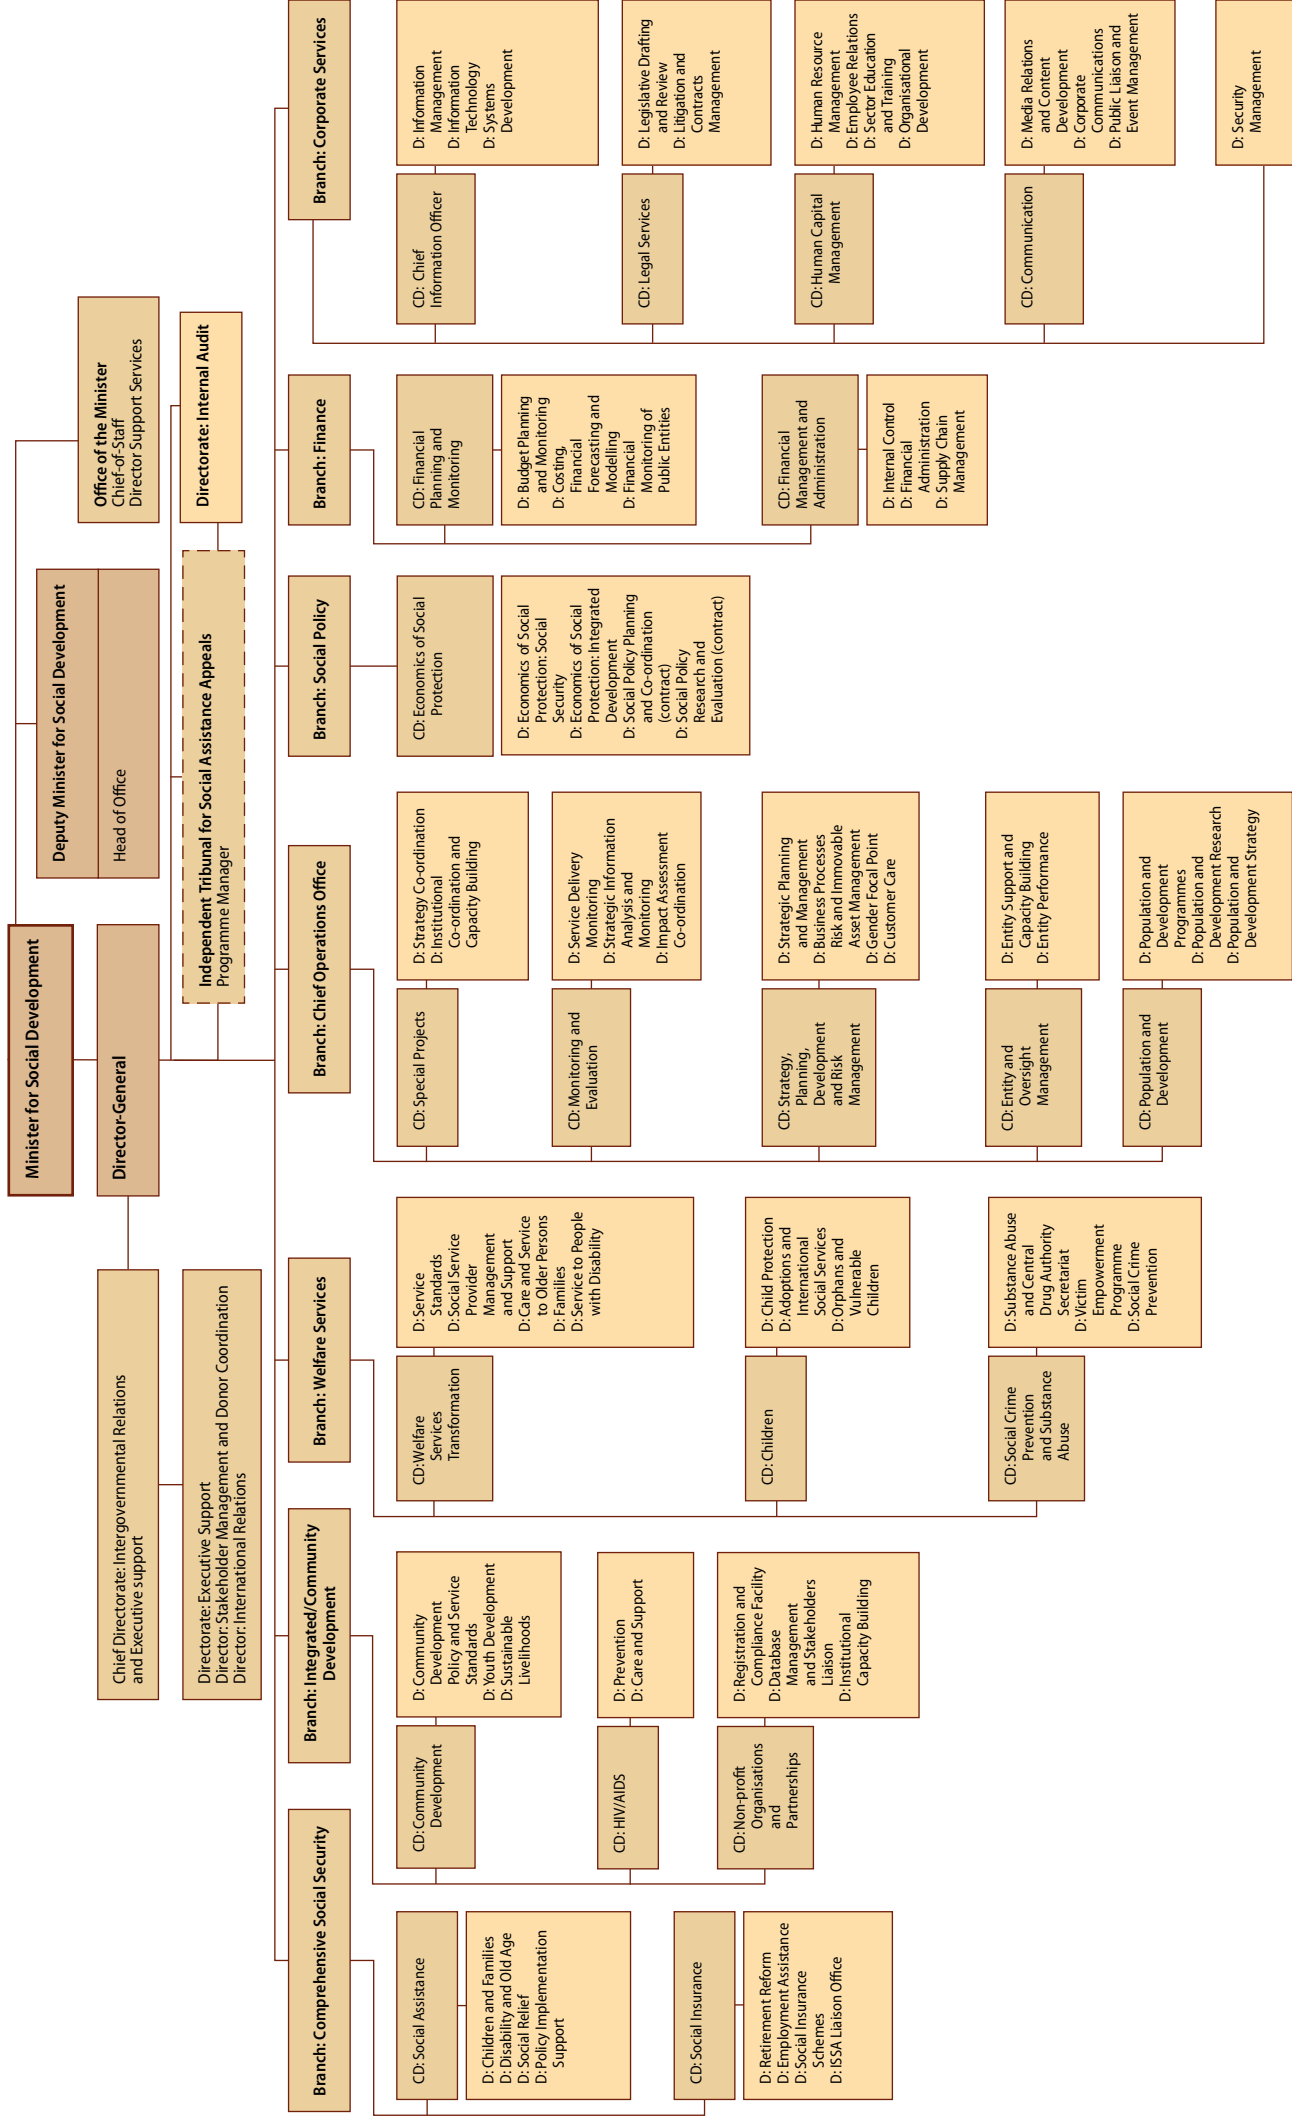 Minister for Social Development
Deputy Minister for Social Development
Head of Office
Office of the Minister
Chief-of-Staff
Director Support Services
Director-General
Chief Directorate: Intergovernmental Relations
and Executive support
Directorate: Executive Support
Director: Stakeholder Management and Donor Coordination
Director: International Relations
Independent Tribunal for Social Assistance Appeals
Programme Manager
Directorate: Internal Audit
Branch: Comprehensive Social Security
CD: Social Assistance
D: Children and Families
D: Disability and Old Age
D: Social Relief
D: Policy Implementation
Support
CD: Social Insurance
D: Retirement Reform
D: Employment Assistance
D: Social Insurance
Schemes
D: ISSA Liaison Office
Branch: Integrated/Community
Development
CD: Community
Development
D: Community
Development
Policy and Service
Standards
D: Youth Development
D: Sustainable
Livelihoods
CD: HIV/AIDS
D: Prevention
D: Care and Support
CD: Non-profit
Organisations
and
Partnerships
D: Registration and
Compliance Facility
D: Database
Management
and Stakeholders
Liaison
D: Institutional
Capacity Building
Branch: Welfare Services
CD:Welfare
Services
Transformation
D: Service
Standards
D: Social Service
Provider
Management
and Support
D: Care and Service
to Older Persons
D: Families
D: Service to People
with Disability
CD: Children
D: Child Protection
D: Adoptions and
International
Social Services
D: Orphans and
Vulnerable
Children
CD: Social Crime
Prevention
and Substance
Abuse
D: Substance Abuse
and Central
Drug Authority
Secretariat
D: Victim
Empowerment
Programme
D: Social Crime
Prevention
Branch: Chief Operations Office
CD: Special Projects
D: Strategy Co-ordination
D: Institutional
Co-ordination and
Capacity Building
CD: Monitoring and
Evaluation
D: Service Delivery
Monitoring
D: Strategic Information
Analysis and
Monitoring
D: Impact Assessment
Co-ordination
CD: Strategy,
Planning,
Development
and Risk
Management
D: Strategic Planning
and Management
D: Business Processes
Risk and Immovable
Asset Management
D: Gender Focal Point
D: Customer Care
CD: Entity and
Oversight
Management
D: Entity Support and
Capacity Building
D: Entity Performance
CD: Population and
Development
D: Population and
Development
Programmes
D: Population and
Development Research
D: Population and
Development Strategy
Branch: Social Policy
CD: Economics of Social
Protection
D: Economics of Social
Protection: Social
Security
D: Economics of Social
Protection: Integrated
Development
D: Social Policy Planning
and Co-ordination
(contract)
D: Social Policy
Research and
Evaluation (contract)
Branch: Finance
CD: Financial
Planning and
Monitoring
D: Budget Planning
and Monitoring
D: Costing,
Financial
Forecasting and
Modelling
D: Financial
Monitoring of
Public Entities
CD: Financial
Management and
Administration
D: Internal Control
D: Financial
Administration
D: Supply Chain
Management
Branch: Corporate Services
CD: Chief
Information Officer
D: Information
Management
D: Information
Technology
D: Systems
Development
CD: Legal Services
D: Legislative Drafting
and Review
D: Litigation and
Contracts
Management
CD: Human Capital
Management
D: Human Resource
Management
D: Employee Relations
D: Sector Education
and Training
D: Organisational
Development
CD: Communication
D: Media Relations
and Content
Development
D: Corporate
Communications
D: Public Liaison and
Event Management
D: Security
Management